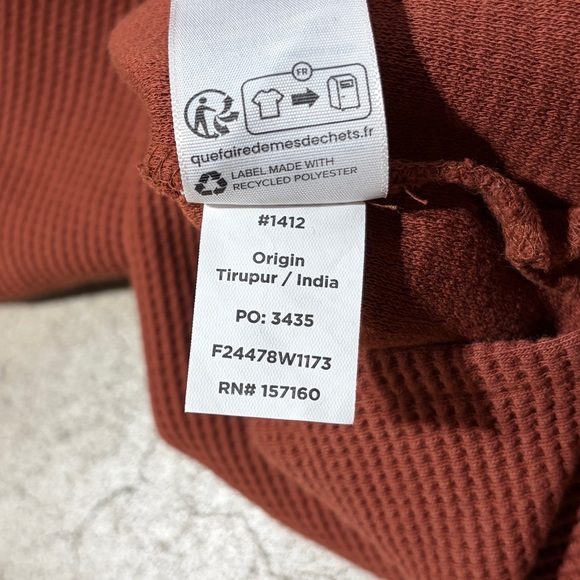 FR
quefairedemesdechets.fr
LABEL MADE WITH
RECYCLED POLYESTER
#1412
Origin
Tirupur / India
PO: 3435
F24478W1173
RN# 157160